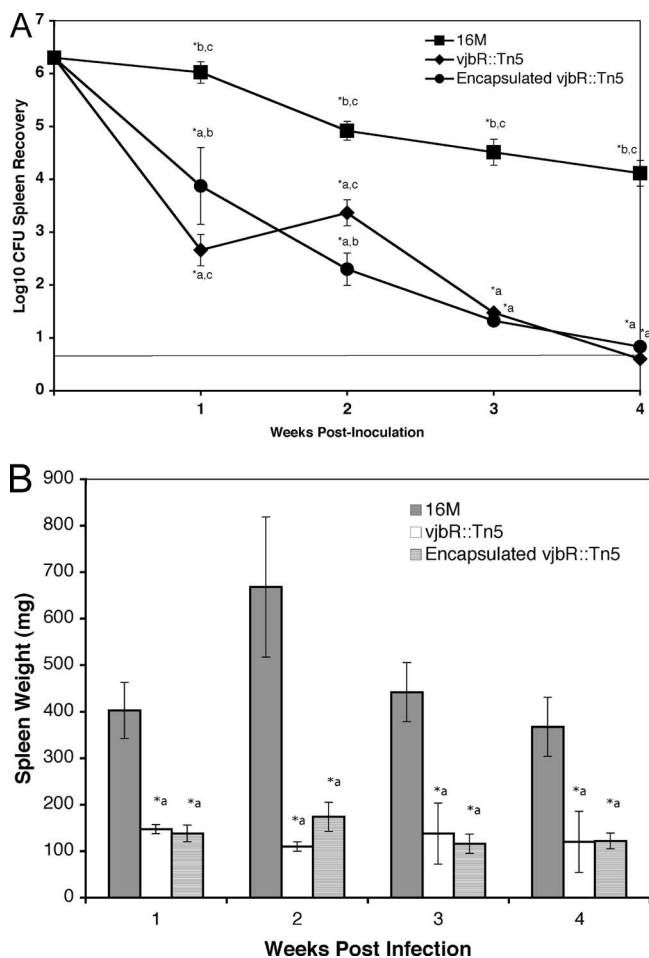 A
7
6
5
4
3
2
1
0
Log10 CFU Spleen Recovery
16M
vjbR::Tn5
Encapsulated vjbR::Tn5
*b,c
*b,c
*b,c
*b,c
*a,b
*a,c
*a,c
*a,b
*a
*a
*a
*a
1 2 3 4
Weeks Post-Inoculation
B
900
800
700
600
500
400
300
200
100
0
Spleen Weight (mg)
16M
vjbR::Tn5
Encapsulated vjbR::Tn5
*a *a *a *a *a *a *a *a
1 2 3 4
Weeks Post Infection